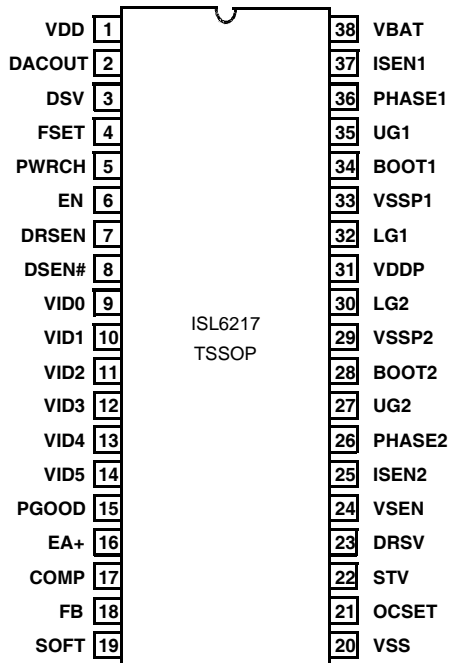 VDD 1 38 VBAT
DACOUT 2 37 ISEN1
DSV 3 36 PHASE1
FSET 4 35 UG1
PWRCH 5 34 BOOT1
EN 6 33 VSSP1
DRSEN 7 32 LG1
DSEN# 8 31 VDDP
VID0 9 30 LG2
ISL6217
VID1 10 29 VSSP2
TSSOP
VID2 11 28 BOOT2
VID3 12 27 UG2
VID4 13 26 PHASE2
VID5 14 25 ISEN2
PGOOD 15 24 VSEN
EA+ 16 23 DRSV
COMP 17 22 STV
FB 18 21 OCSET
SOFT 19 20 VSS